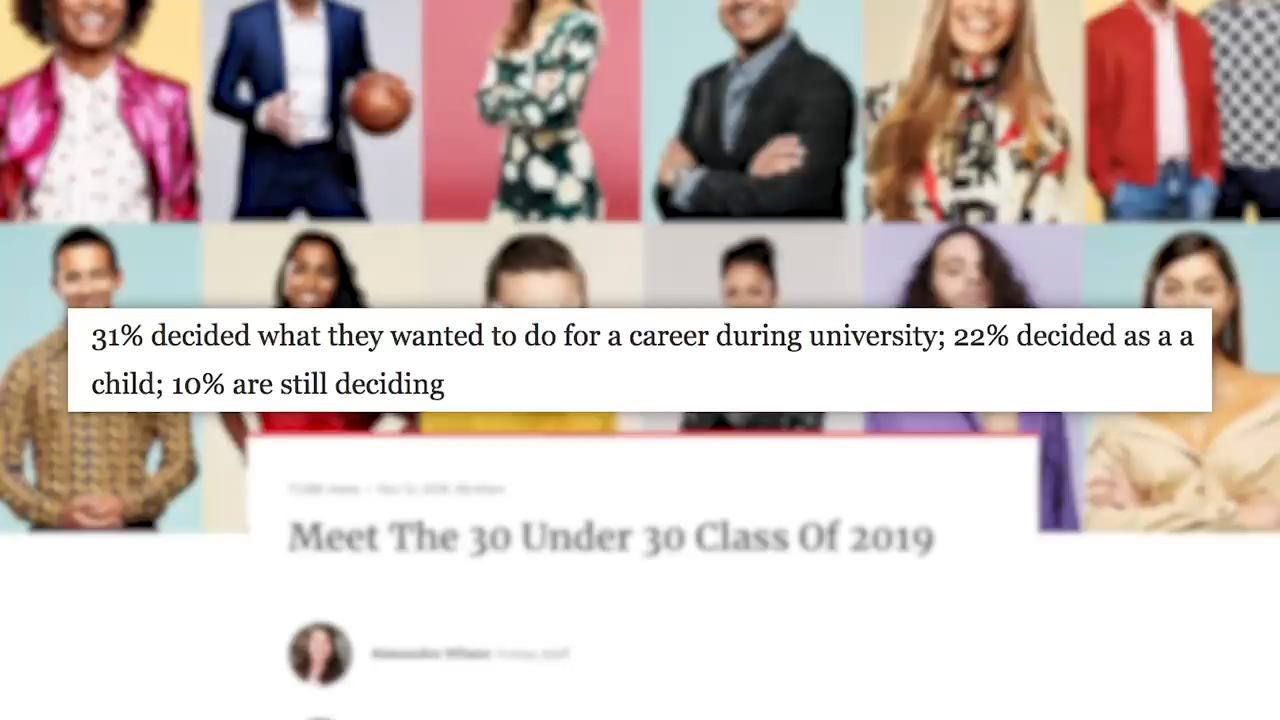 31% decided what they wanted to do for a career during university; 22% decided as a a
child; 10% are still deciding
Meet The 30 Under 30 Class Of 2019